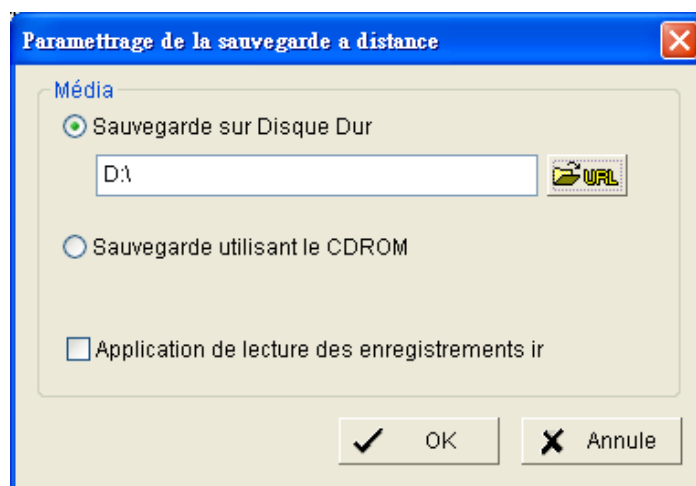 Paramettrage de la sauvegarde a distance
Média
Sauvegarde sur Disque Dur
D:\
URL
Sauvegarde utilisant le CDROM
Application de lecture des enregistrements ir
OK
Annule